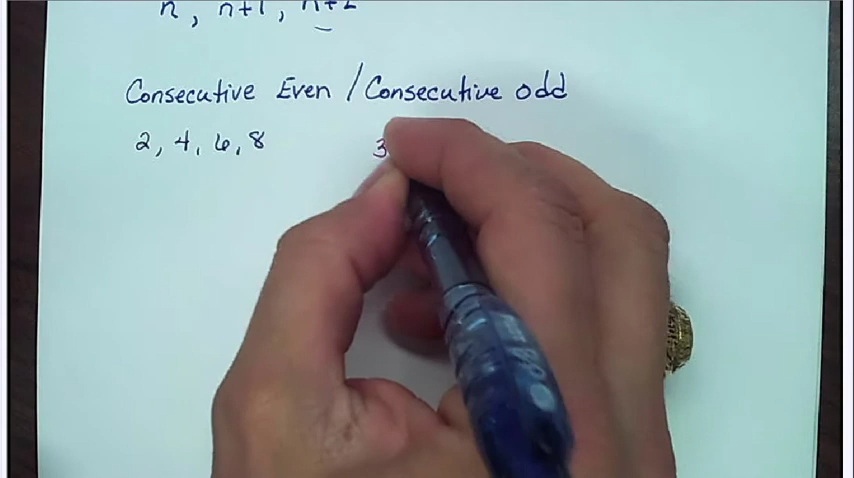 n, n+1, n+2
Consecutive Even / Consecutive odd
2, 4, 6, 8 3